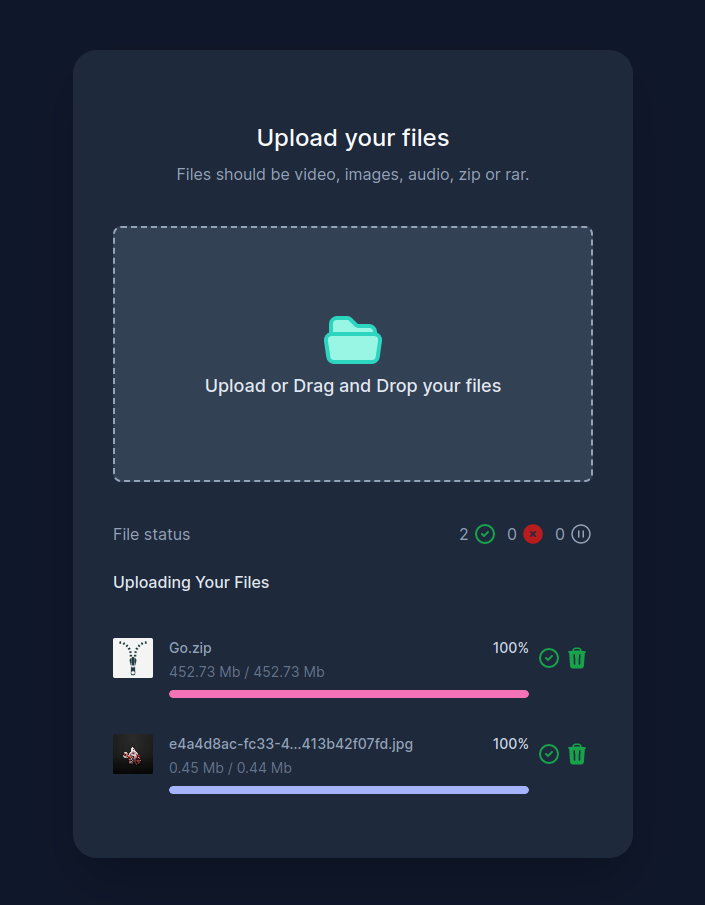 Upload your files
Files should be video, images, audio, zip or rar.
Upload or Drag and Drop your files
File status 2 0 0
Uploading Your Files
Go.zip 100%
452.73 Mb / 452.73 Mb
e4a4d8ac-fc33-4...413b42f07fd.jpg 100%
0.45 Mb / 0.44 Mb